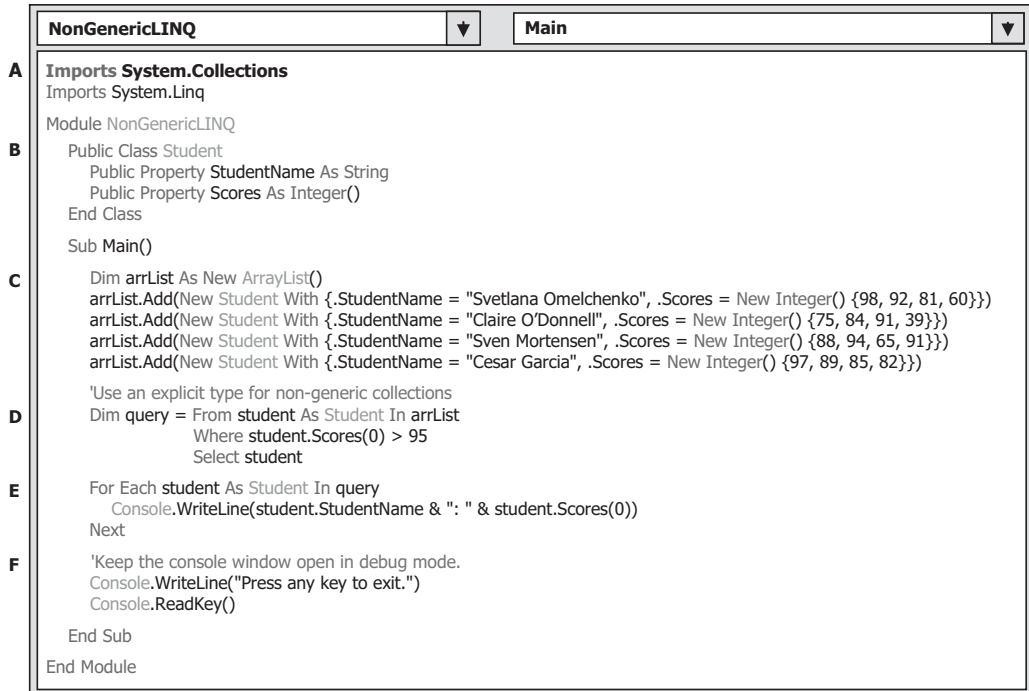 NonGenericLINQ Main
A Imports System.Collections
Imports System.Linq
Module NonGenericLINQ
B Public Class Student
Public Property StudentName As String
Public Property Scores As Integer()
End Class
Sub Main()
C Dim arrList As New ArrayList()
arrList.Add(New Student With {.StudentName = "Svetlana Omelchenko", .Scores = New Integer() {98, 92, 81, 60}})
arrList.Add(New Student With {.StudentName = "Claire O'Donnell", .Scores = New Integer() {75, 84, 91, 39}})
arrList.Add(New Student With {.StudentName = "Sven Mortensen", .Scores = New Integer() {88, 94, 65, 91}})
arrList.Add(New Student With {.StudentName = "Cesar Garcia", .Scores = New Integer() {97, 89, 85, 82}})
'Use an explicit type for non-generic collections
D Dim query = From student As Student In arrList
Where student.Scores(0) > 95
Select student
E For Each student As Student In query
Console.WriteLine(student.StudentName & ": " & student.Scores(0))
Next
F 'Keep the console window open in debug mode.
Console.WriteLine("Press any key to exit.")
Console.ReadKey()
End Sub
End Module